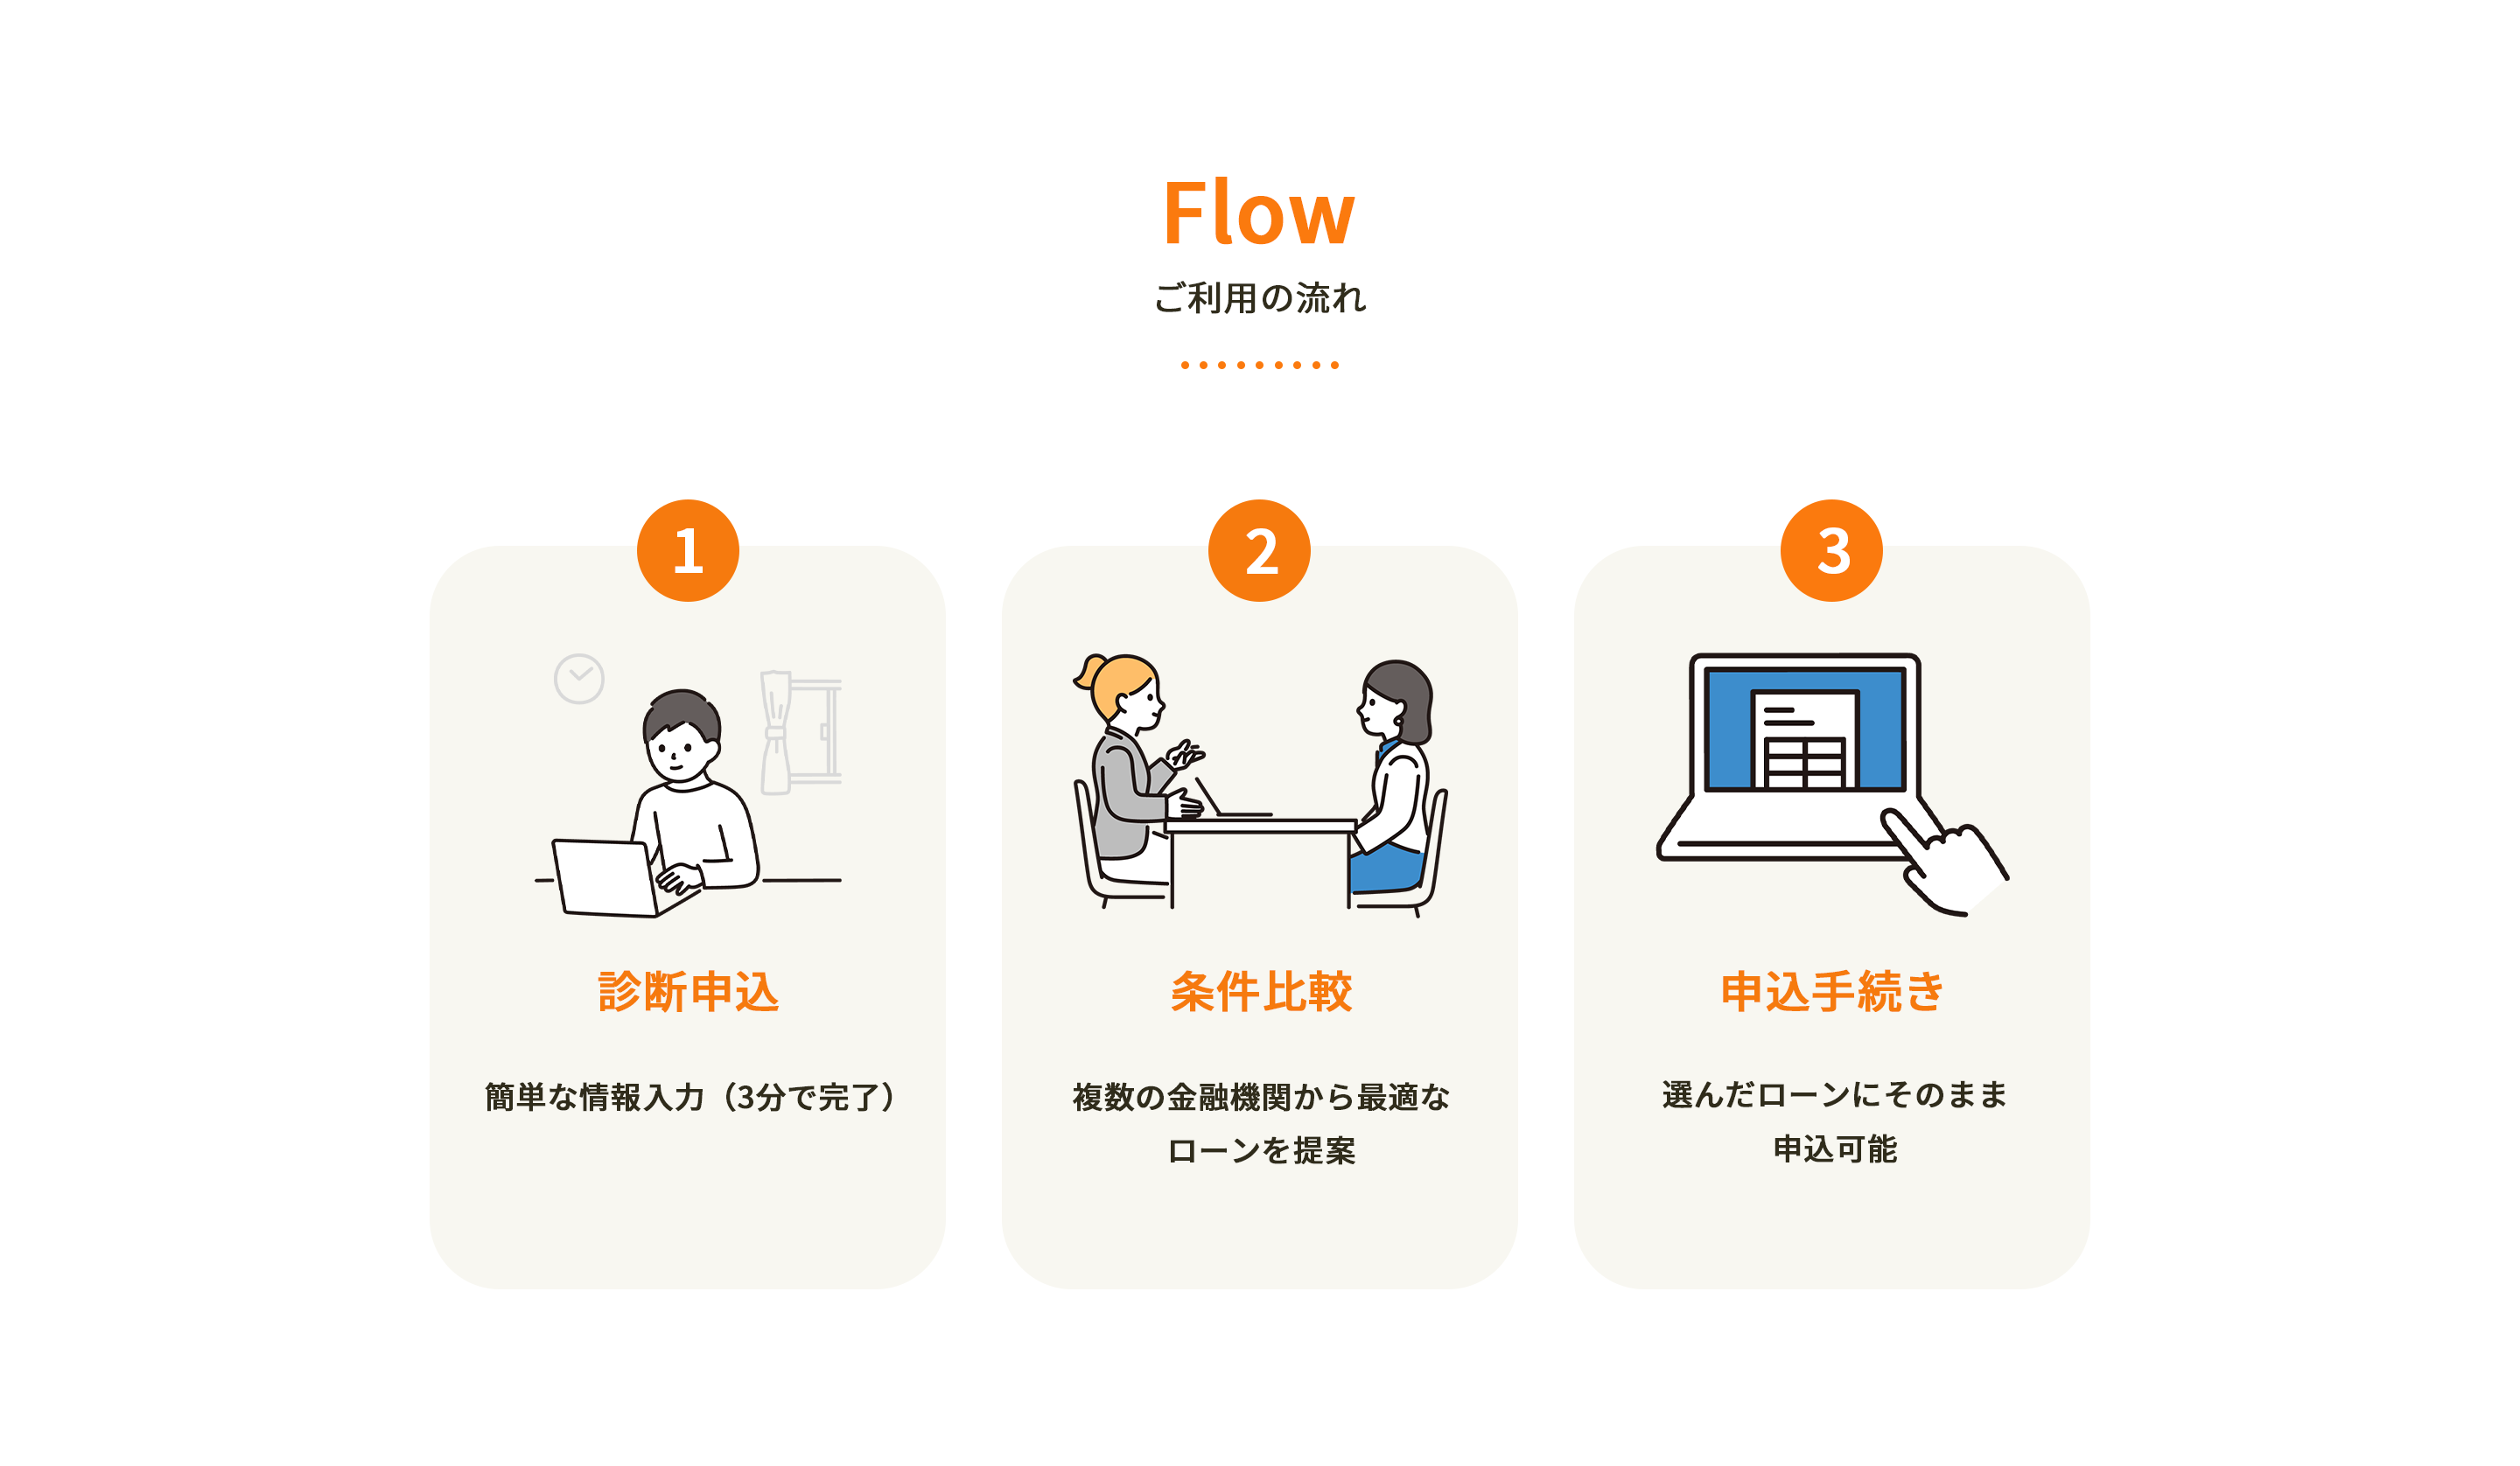 Flow
ご利用の流れ
1
診断申込
簡単な情報入力（3分で完了）
2
条件比較
複数の金融機関から最適な
ローンを提案
3
申込手続き
選んだローンにそのまま
申込可能